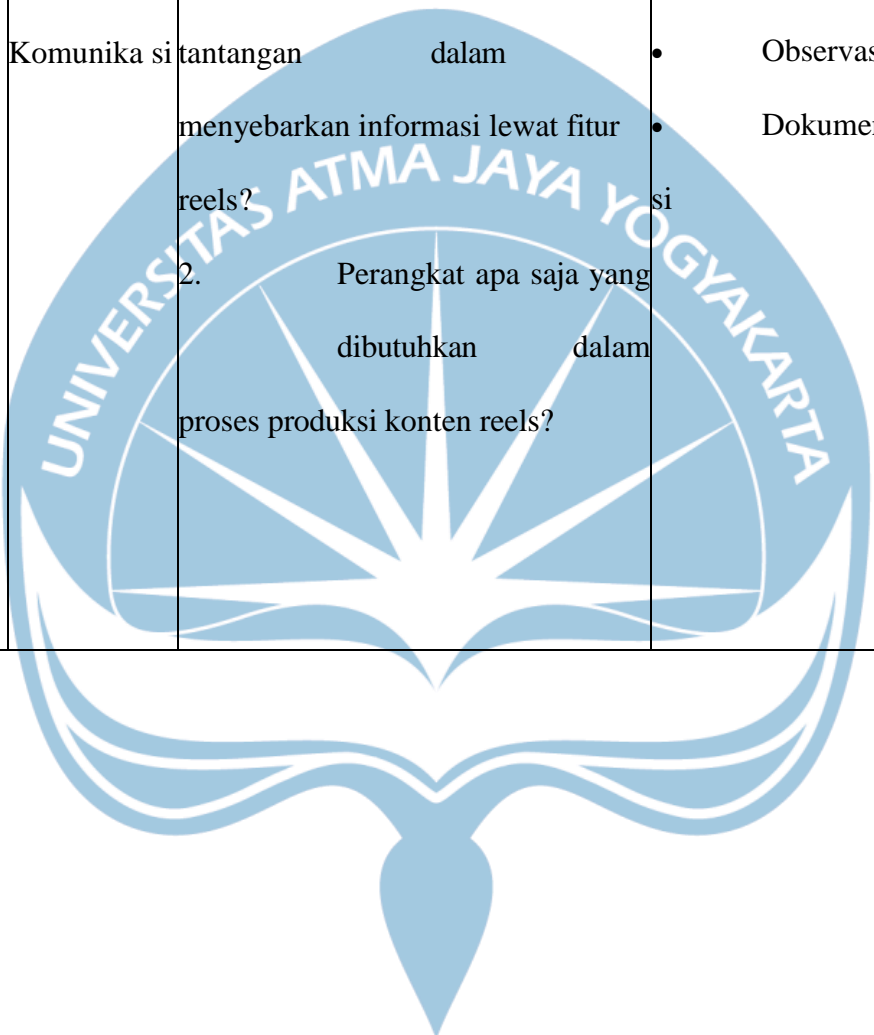 Komunika si tantangan dalam • Observas
menyebarkan informasi lewat fitur • Dokumen
reels? si
2. Perangkat apa saja yang
dibutuhkan dalam
proses produksi konten reels?
UNIVERSITAS ATMA JAYA YOGYAKARTA